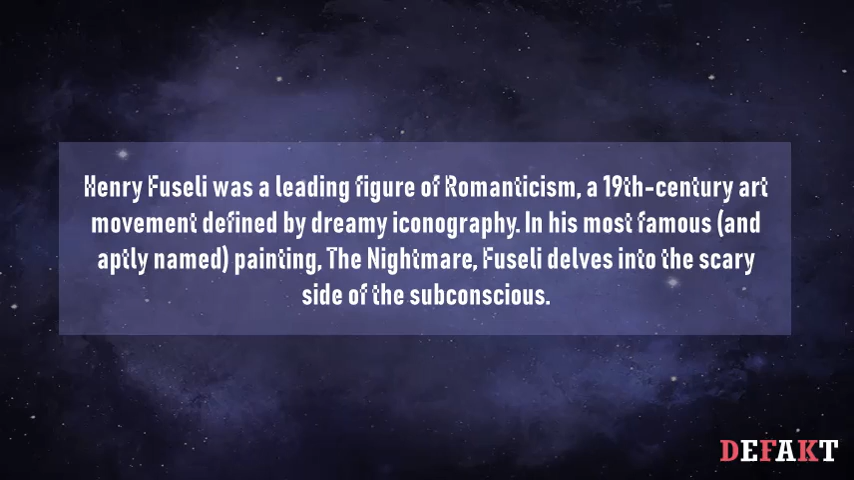 Henry Fuseli was a leading figure of Romanticism, a 19th-century art
movement defined by dreamy iconography. In his most famous (and
aptly named) painting, The Nightmare, Fuseli delves into the scary
side of the subconscious.
DEFAKT